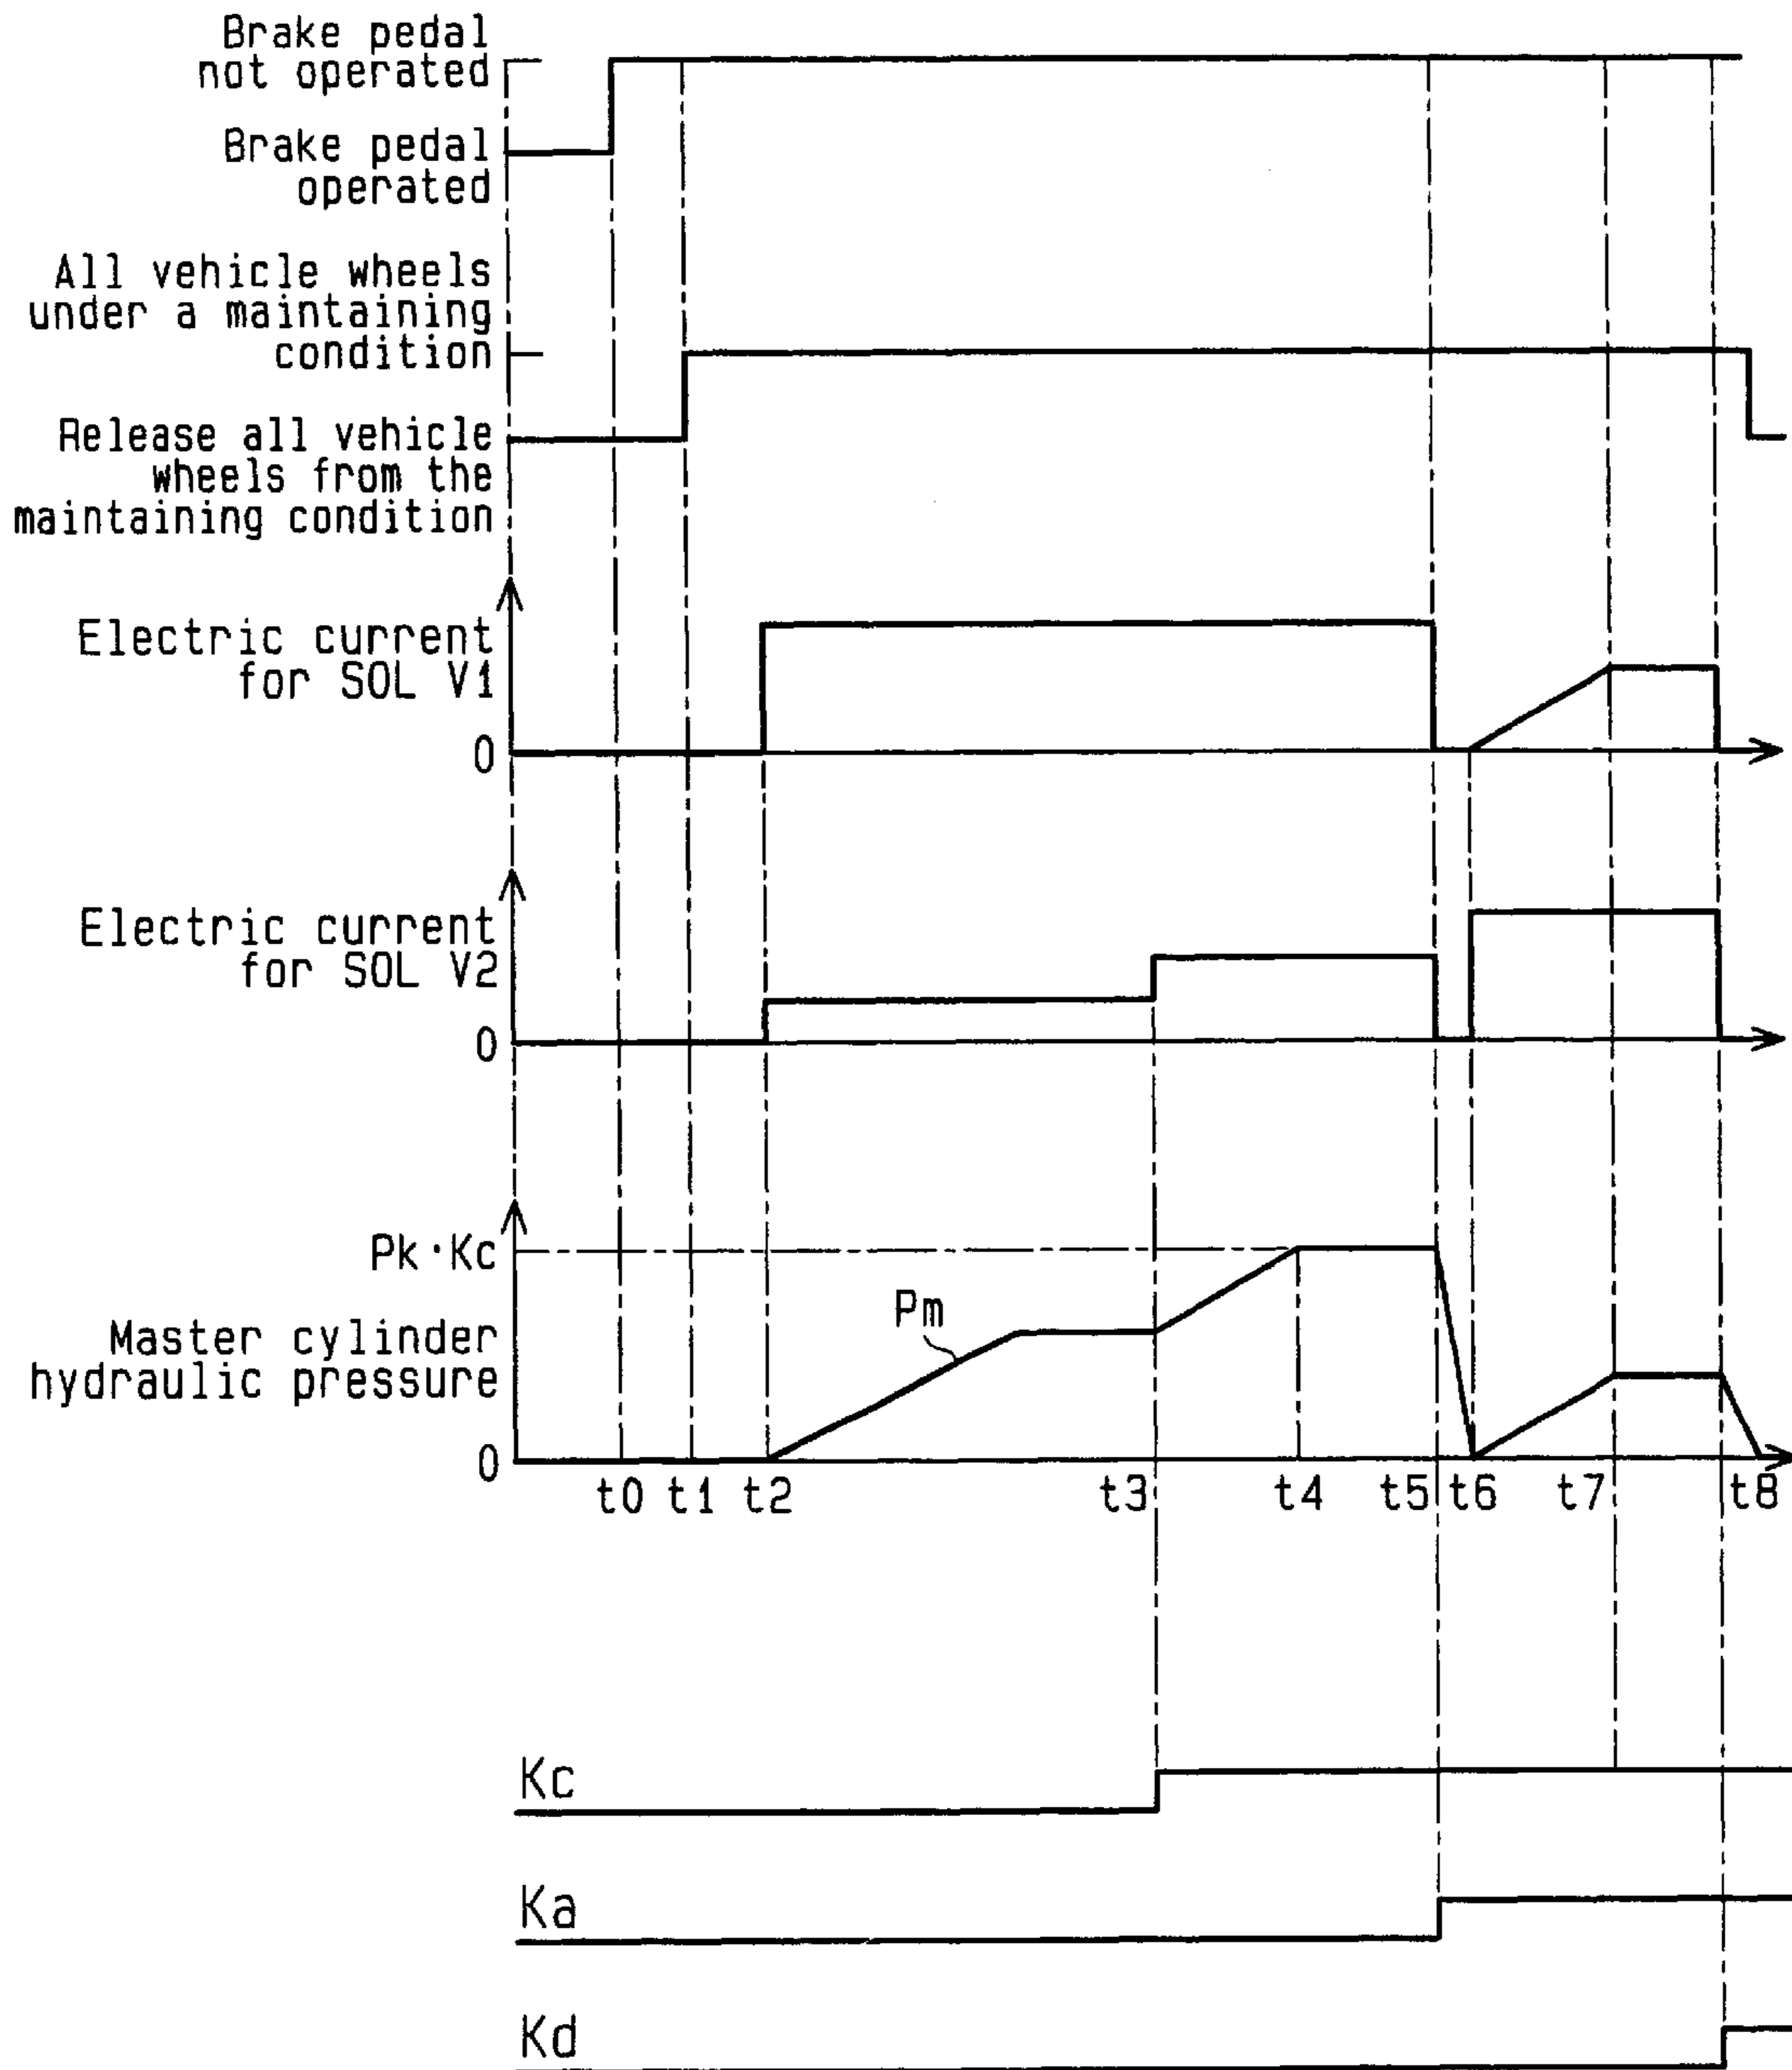 Brake pedal
not operated
Brake pedal
operated
All vehicle wheels
under a maintaining
condition
Release all vehicle
wheels from the
maintaining condition
Electric current
for SOL V1
0
Electric current
for SOL V2
0
Pk·Kc
Pm
Master cylinder
hydraulic pressure
0
t0 t1 t2 t3 t4 t5 t6 t7 t8
Kc
Ka
Kd